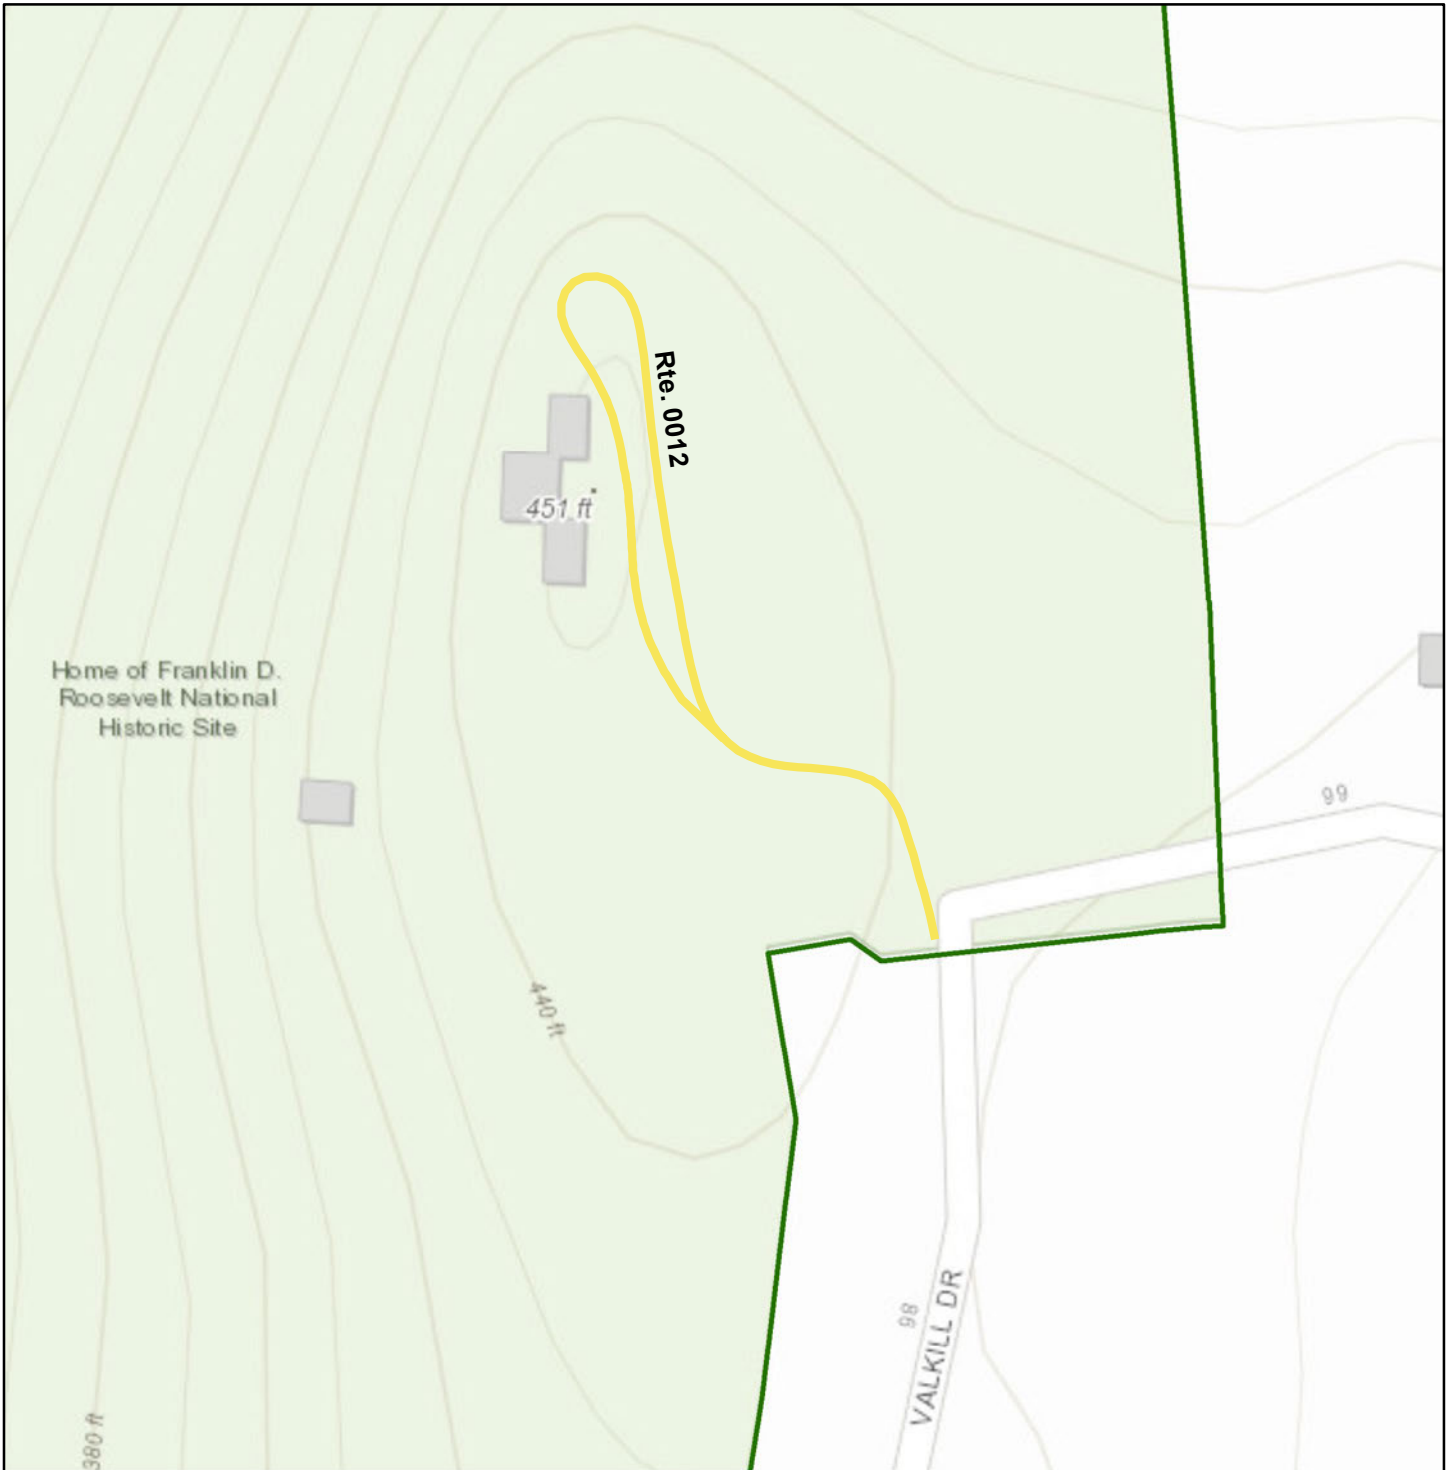 Rte. 0012
451 ft
Home of Franklin D.
Roosevelt National
Historic Site
99
440 ft
98
VALKILL DR
380 ft